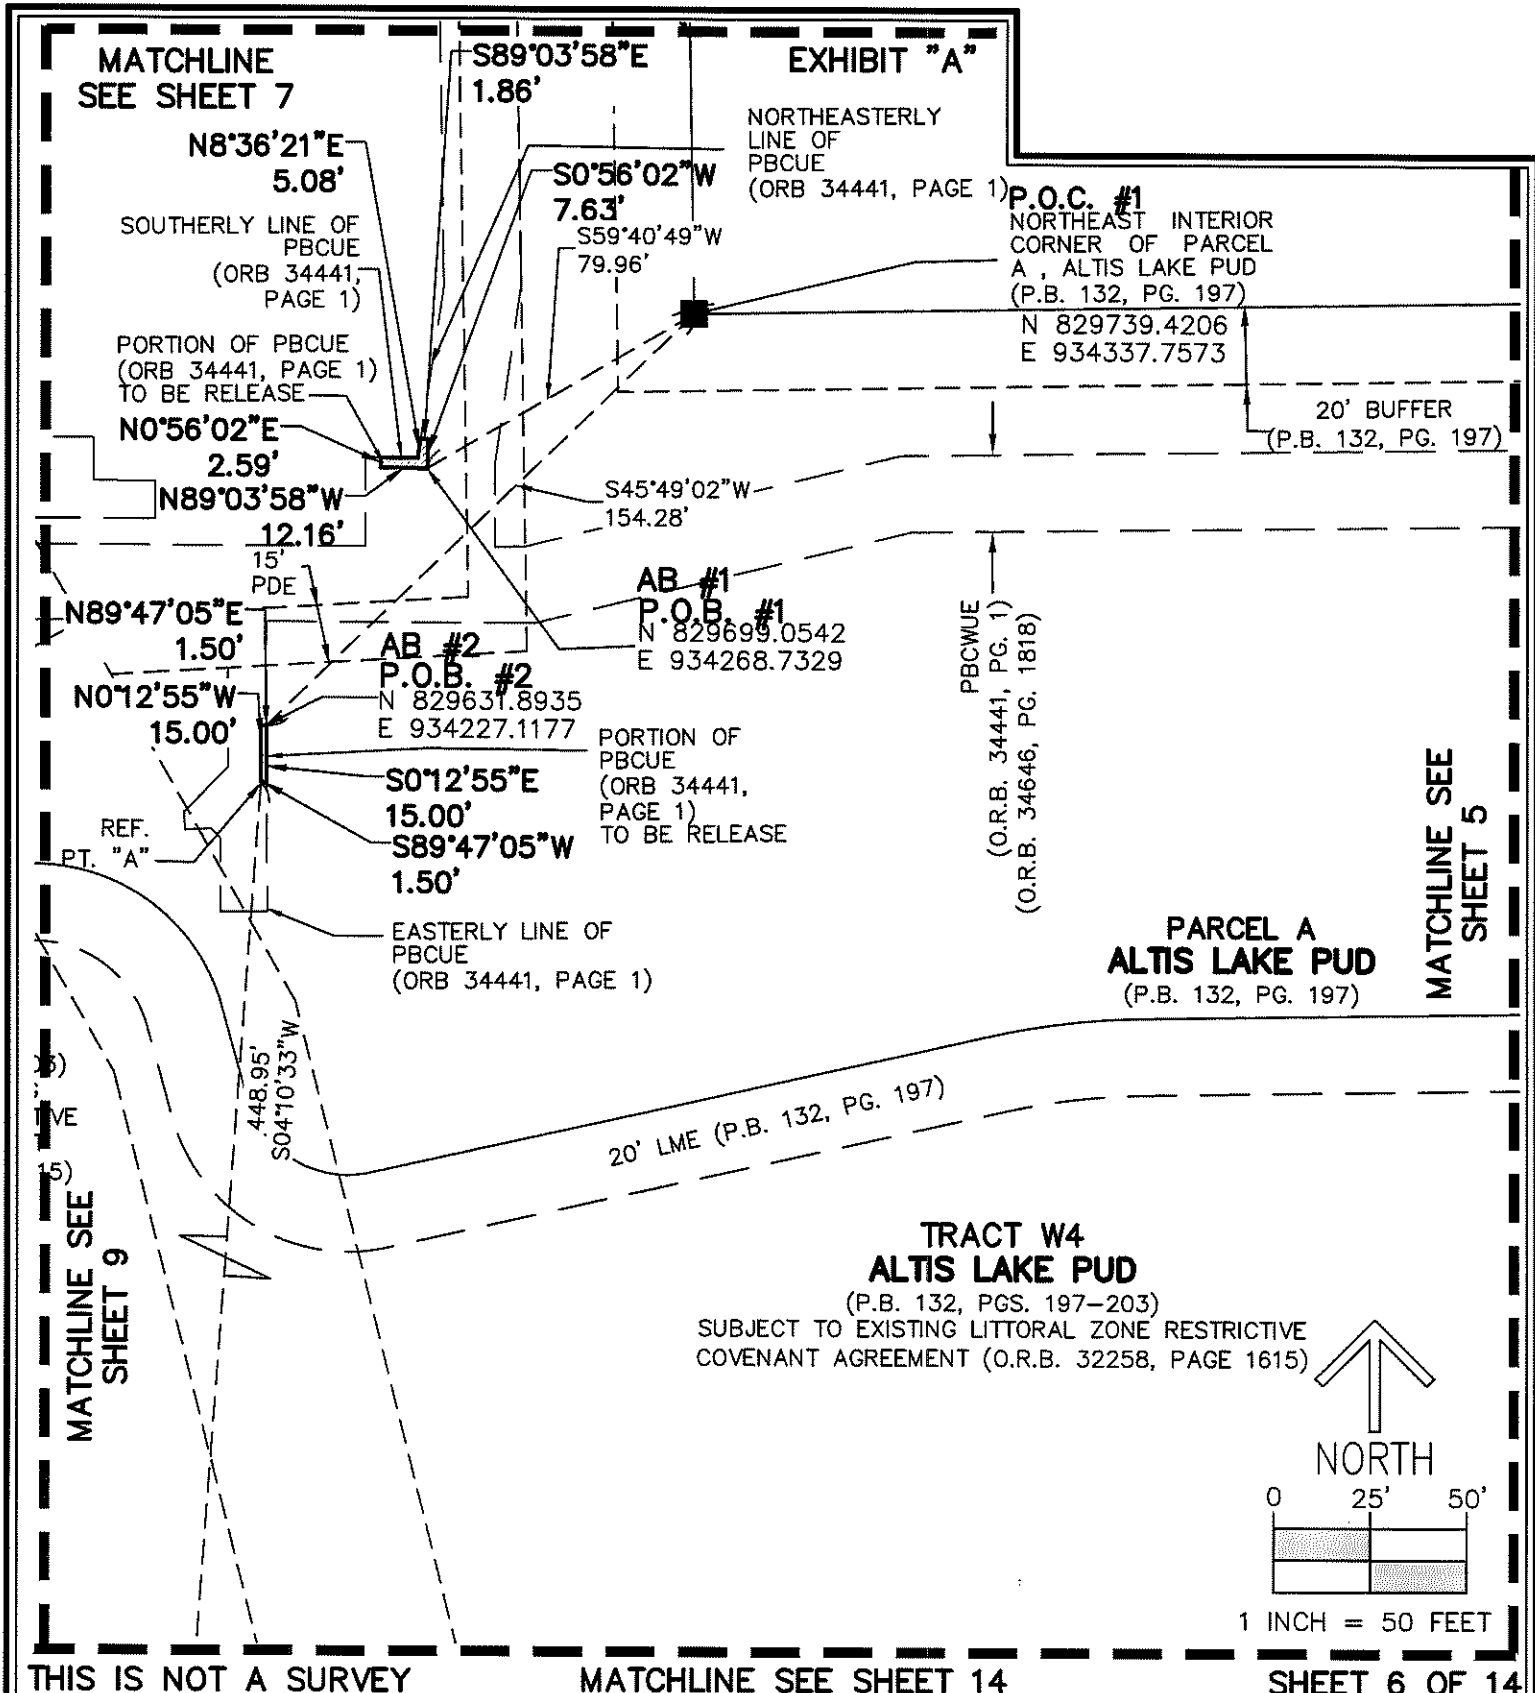 MATCHLINE
SEE SHEET 7
S89°03'58"E
1.86'
EXHIBIT "A"
N8°36'21"E
5.08'
NORTHEASTERLY
LINE OF
PBCUE
(ORB 34441, PAGE 1)
S0°56'02"W
7.63'
S59°40'49"W
79.96'
SOUTHERLY LINE OF
PBCUE
(ORB 34441,
PAGE 1)
P.O.C. #1
NORTHEAST INTERIOR
CORNER OF PARCEL
A , ALTIS LAKE PUD
(P.B. 132, PG. 197)
N 829739.4206
E 934337.7573
PORTION OF PBCUE
(ORB 34441, PAGE 1)
TO BE RELEASE
N0°56'02"E
2.59'
N89°03'58"W
12.16'
20' BUFFER
(P.B. 132, PG. 197)
S45°49'02"W
154.28'
15'
PDE
AB #1
P.O.B. #1
N 829699.0542
E 934268.7329
N89°47'05"E
1.50'
AB #2
P.O.B. #2
N 829631.8935
E 934227.1177
N0°12'55"W
15.00'
PBCWUE
(O.R.B. 34441, PG. 1)
(O.R.B. 34646, PG. 1818)
PORTION OF
PBCUE
(ORB 34441,
PAGE 1)
TO BE RELEASE
S0°12'55"E
15.00'
S89°47'05"W
1.50'
REF.
PT. "A"
MATCHLINE SEE
SHEET 5
EASTERLY LINE OF
PBCUE
(ORB 34441, PAGE 1)
PARCEL A
ALTIS LAKE PUD
(P.B. 132, PG. 197)
448.95'
S04°10'33"W
03)
VE
15)
20' LME (P.B. 132, PG. 197)
MATCHLINE SEE
SHEET 9
TRACT W4
ALTIS LAKE PUD
(P.B. 132, PGS. 197-203)
SUBJECT TO EXISTING LITTORAL ZONE RESTRICTIVE
COVENANT AGREEMENT (O.R.B. 32258, PAGE 1615)
NORTH
0 25' 50'
1 INCH = 50 FEET
THIS IS NOT A SURVEY
MATCHLINE SEE SHEET 14
SHEET 6 OF 14